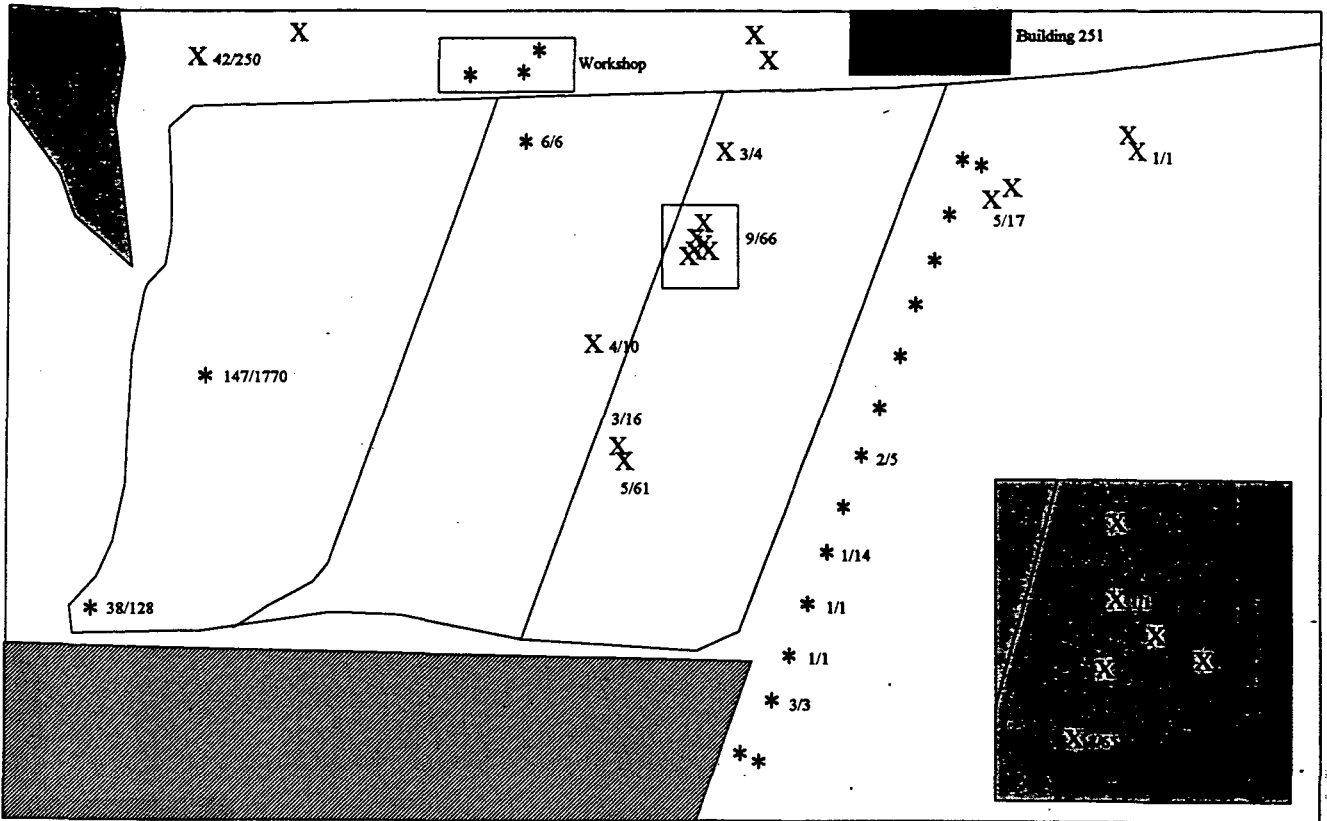 Building 251
X
X 42/250
* * * Workshop
X
X
* 6/6
X 3/4
* *
X
X 1/1
X X
5/17
X X X X X X 9/66
X 4/10
* 147/1770
3/16
X
X
5/61
* 2/5
* 1/14
* 38/128
* 1/1
* 1/1
* 3/3
* *
X
X
X
X
X
X